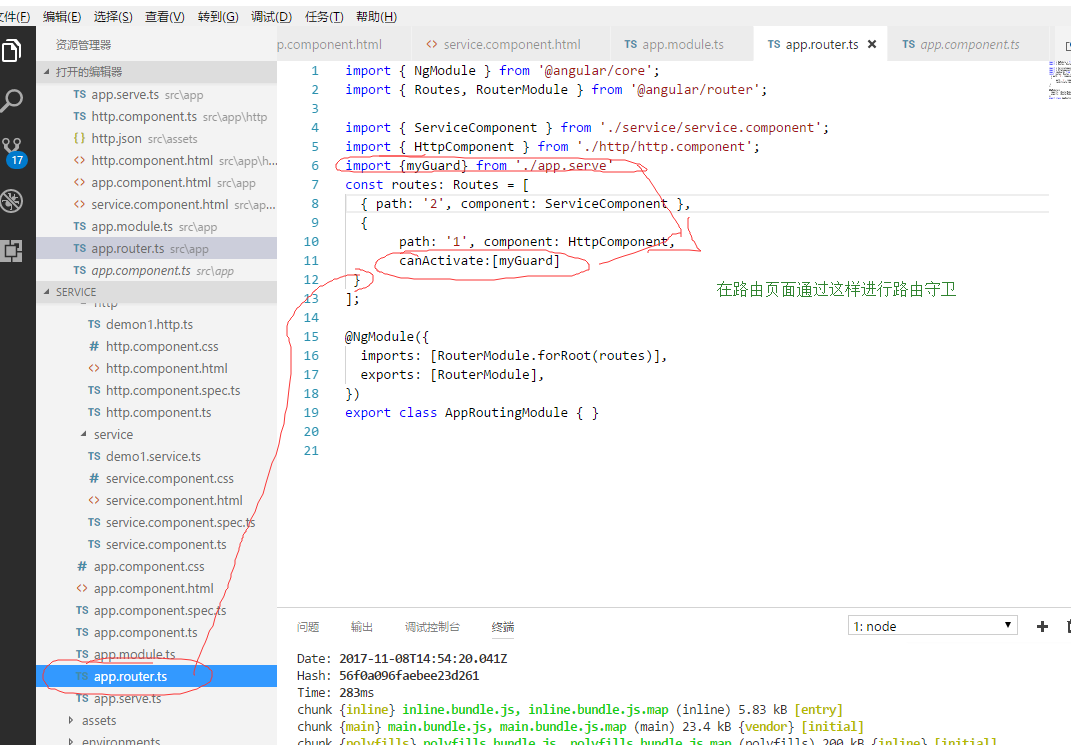 文件(F) 编辑(E) 选择(S) 查看(V) 转到(G) 调试(D) 任务(T) 帮助(H)
资源管理器
p.component.html
<> service.component.html
TS app.module.ts
TS app.router.ts ×
TS app.component.ts
打开的编辑器
TS app.serve.ts src\app
TS http.component.ts src\app\http
{} http.json src\assets
<> http.component.html src\app\h...
<> app.component.html src\app
<> service.component.html src\ap...
TS app.module.ts src\app
TS app.router.ts src\app
TS app.component.ts src\app
17
SERVICE
http
TS demon1.http.ts
# http.component.css
<> http.component.html
TS http.component.spec.ts
TS http.component.ts
service
TS demo1.service.ts
# service.component.css
<> service.component.html
TS service.component.spec.ts
TS service.component.ts
# app.component.css
<> app.component.html
TS app.component.spec.ts
TS app.component.ts
TS app.module.ts
TS app.router.ts
TS app.serve.ts
assets
environments
1 import { NgModule } from '@angular/core';
2 import { Routes, RouterModule } from '@angular/router';
3
4 import { ServiceComponent } from './service/service.component';
5 import { HttpComponent } from './http/http.component';
6 import {myGuard} from './app.serve'
7 const routes: Routes = [
8 { path: '2', component: ServiceComponent },
9 {
10 path: '1', component: HttpComponent,
11 canActivate:[myGuard]
12 }
13 ];
14
15 @NgModule({
16 imports: [RouterModule.forRoot(routes)],
17 exports: [RouterModule],
18 })
19 export class AppRoutingModule { }
20
21
在路由页面通过这样进行路由守卫
问题 输出 调试控制台 终端
1: node
Date: 2017-11-08T14:54:20.041Z
Hash: 56f0a096faebee23d261
Time: 283ms
chunk {inline} inline.bundle.js, inline.bundle.js.map (inline) 5.83 kB [entry]
chunk {main} main.bundle.js, main.bundle.js.map (main) 23.4 kB {vendor} [initial]
chunk {polyfills} polyfills.bundle.js, polyfills.bundle.js.map (polyfills) 200 kB {inline} [initial]